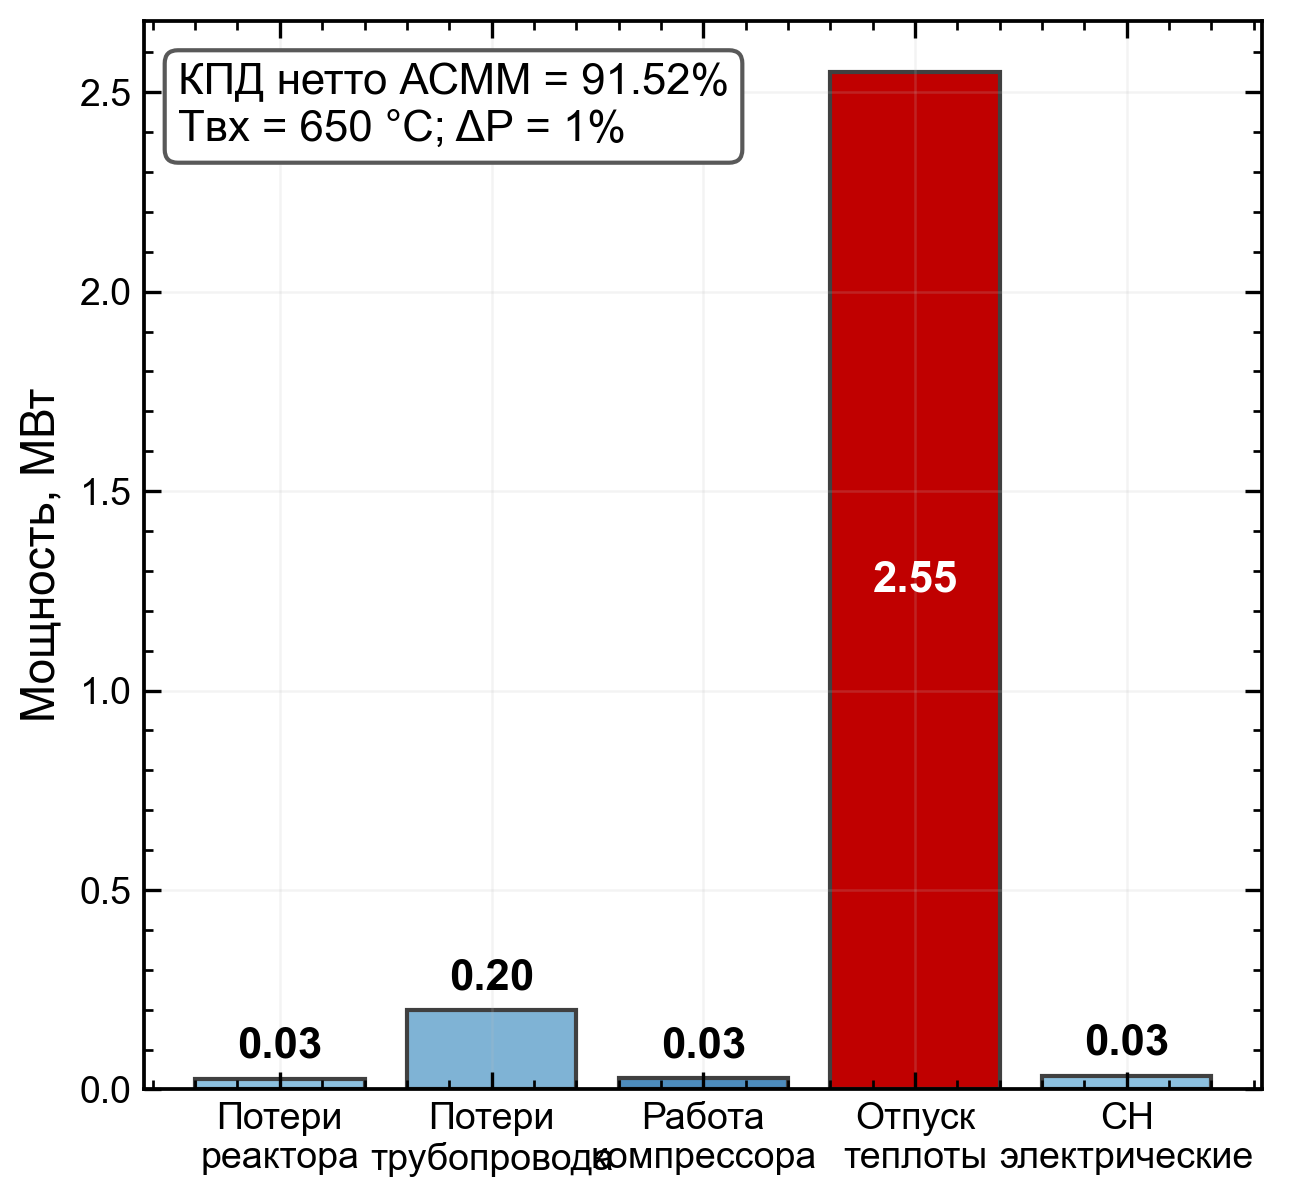 КПД нетто АСММ = 91.52%
Tвх = 650 °C; ΔP = 1%
Мощность, МВт
2.5
2.0
1.5
1.0
0.5
0.0
0.03
0.20
0.03
2.55
0.03
Потери
реактора
Потери
трубопровода
Работа
компрессора
Отпуск
теплоты
СН
электрические